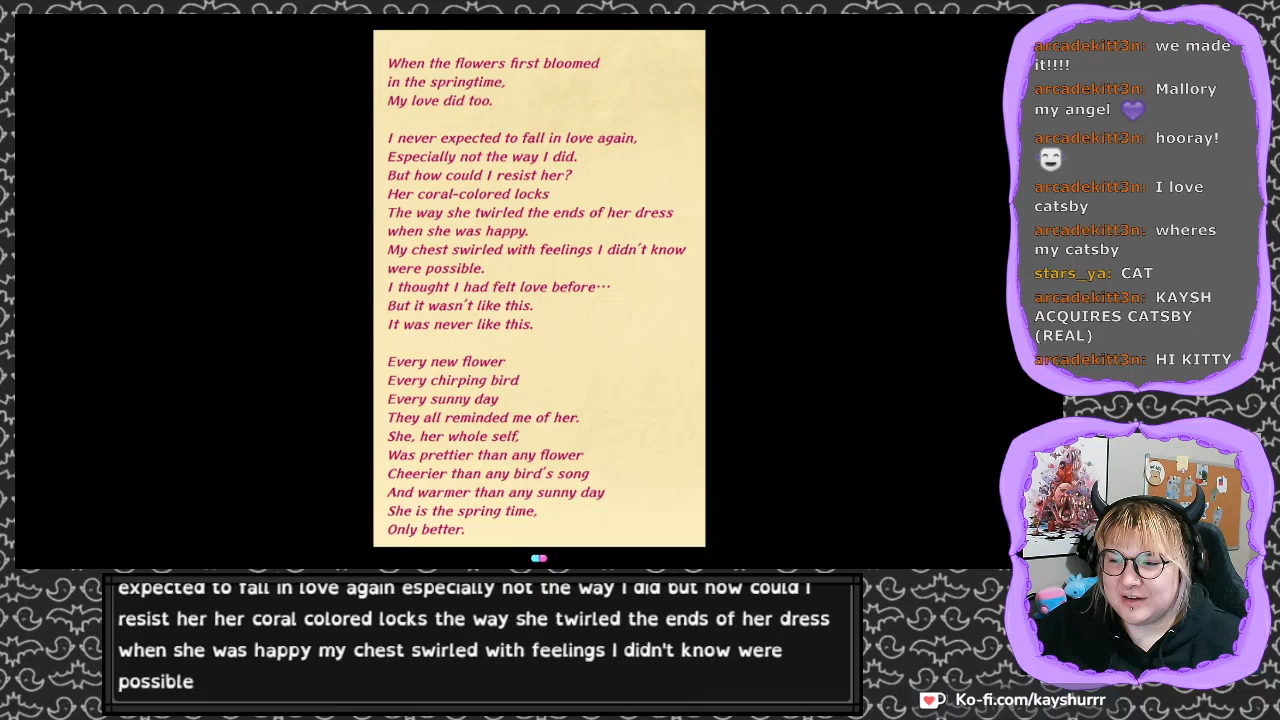 When the flowers first bloomed
in the springtime,
My love did too.
I never expected to fall in love again,
Especially not the way I did.
But how could I resist her?
Her coral-colored locks
The way she twirled the ends of her dress
when she was happy.
My chest swirled with feelings I didn't know
were possible.
I thought I had felt love before…
But it wasn't like this.
It was never like this.
Every new flower
Every chirping bird
Every sunny day
They all reminded me of her.
She, her whole self,
Was prettier than any flower
Cheerier than any bird's song
And warmer than any sunny day
She is the spring time,
Only better.
arcadekitt3n: we made
it!!!!
arcadekitt3n: Mallory
my angel
arcadekitt3n: hooray!
arcadekitt3n: I love
catsby
arcadekitt3n: wheres
my catsby
stars_ya: CAT
arcadekitt3n: KAYSH
ACQUIRES CATSBY
(REAL)
arcadekitt3n: HI KITTY
expected to fall in love again especially not the way I did but how could I
resist her her coral colored locks the way she twirled the ends of her dress
when she was happy my chest swirled with feelings I didn't know were
possible
Ko-fi.com/kayshurrr